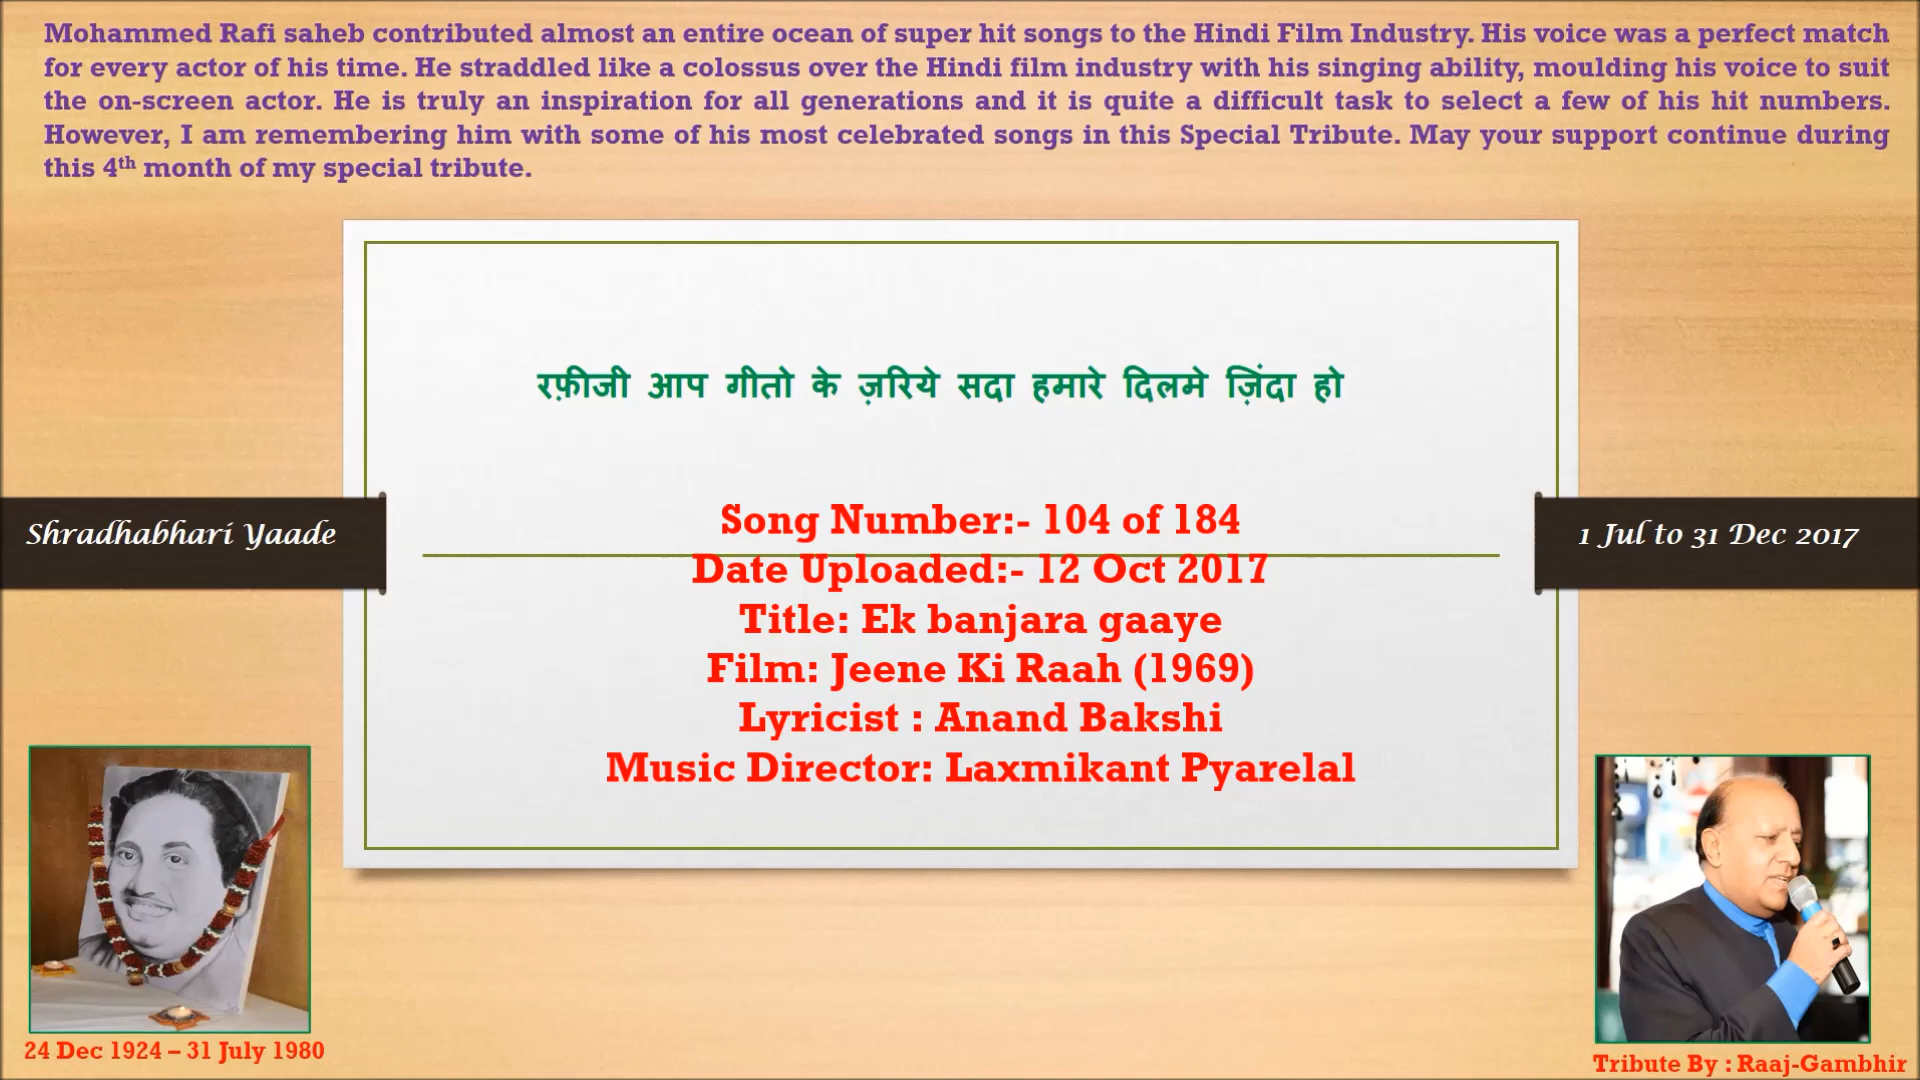 Mohammed Rafi saheb contributed almost an entire ocean of super hit songs to the Hindi Film Industry. His voice was a perfect match
for every actor of his time. He straddled like a colossus over the Hindi film industry with his singing ability, moulding his voice to suit
the on-screen actor. He is truly an inspiration for all generations and it is quite a difficult task to select a few of his hit numbers.
However, I am remembering him with some of his most celebrated songs in this Special Tribute. May your support continue during
this 4th month of my special tribute.
रफ़ीजी आप गीतो के ज़रिये सदा हमारे दिलमे ज़िंदा हो
Song Number:- 104 of 184
Shradhabhari Yaade
1 Jul to 31 Dec 2017
Date Uploaded:- 12 Oct 2017
Title: Ek banjara gaaye
Film: Jeene Ki Raah (1969)
Lyricist : Anand Bakshi
Music Director: Laxmikant Pyarelal
24 Dec 1924 – 31 July 1980
Tribute By : Raaj-Gambhir